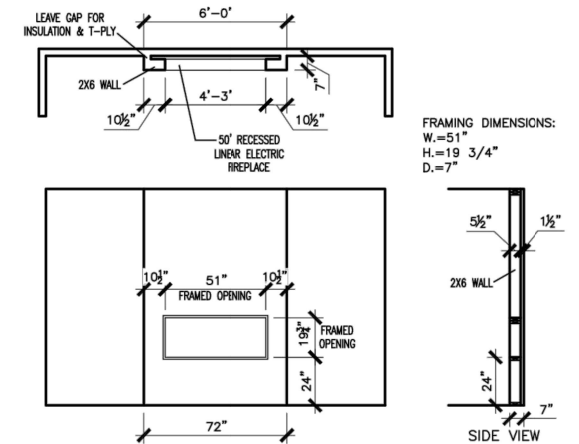 LEAVE GAP FOR
INSULATION & T-PLY
6'-0"
2X6 WALL
7"
4'-3"
10½"
10½"
50' RECESSED
LINEAR ELECTRIC
FIREPLACE
FRAMING DIMENSIONS:
W.=51"
H.=19 3/4"
D.=7"
10½"
51"
10½"
FRAMED OPENING
19¾"
FRAMED
OPENING
24"
72"
5½"
1½"
2X6 WALL
24"
7"
SIDE VIEW